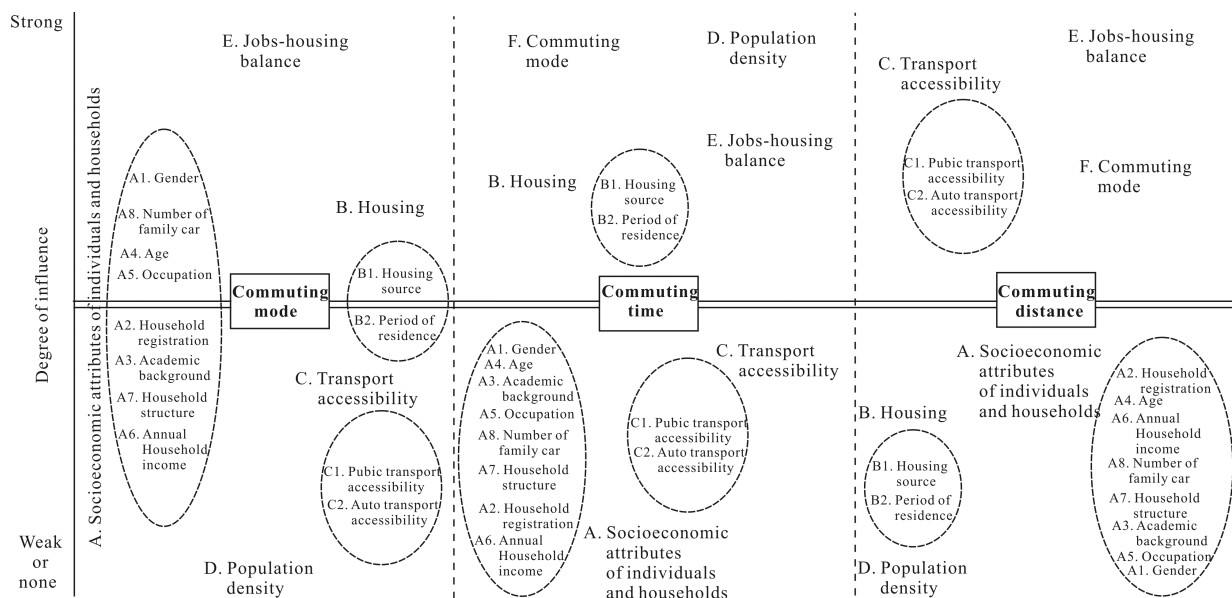 Strong
Degree of influence
Weak
or
none
A. Socioeconomic attributes of individuals and households
E. Jobs-housing
balance
A1. Gender
A8. Number of
family car
A4. Age
A5. Occupation
A2. Household
registration
A3. Academic
background
A7. Household
structure
A6. Annual
Household
income
Commuting
mode
B. Housing
B1. Housing
source
B2. Period of
residence
C. Transport
accessibility
C1. Pubic transport
accessibility
C2. Auto transport
accessibility
D. Population
density
F. Commuting
mode
D. Population
density
E. Jobs-housing
balance
B. Housing
B1. Housing
source
B2. Period of
residence
Commuting
time
A1. Gender
A4. Age
A3. Academic
background
A5. Occupation
A8. Number of
family car
A7. Household
structure
A2. Household
registration
A6. Annual
Household
income
C. Transport
accessibility
C1. Pubic transport
accessibility
C2. Auto transport
accessibility
A. Socioeconomic
attributes
of individuals
and households
E. Jobs-housing
balance
C. Transport
accessibility
C1. Pubic transport
accessibility
C2. Auto transport
accessibility
F. Commuting
mode
Commuting
distance
A. Socioeconomic
attributes
of individuals
and households
A2. Household
registration
A4. Age
A6. Annual
Household
income
A8. Number of
family car
A7. Household
structure
A3. Academic
background
A5. Occupation
A1. Gender
B. Housing
B1. Housing
source
B2. Period of
residence
D. Population
density